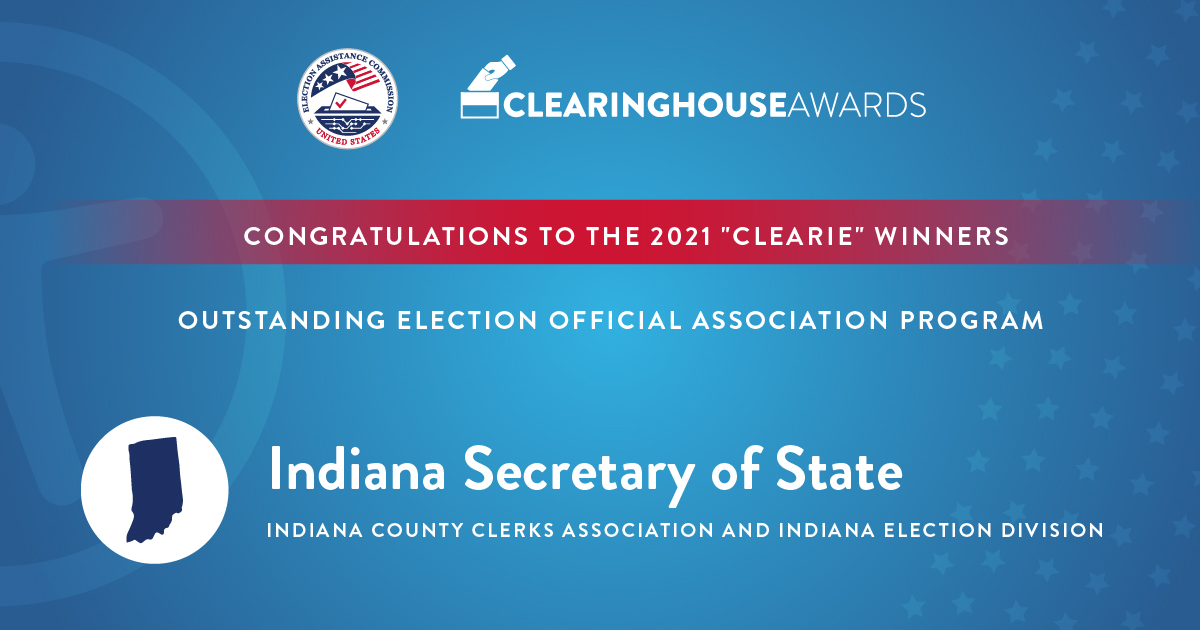 ELECTION ASSISTANCE COMMISSION
UNITED STATES
CLEARINGHOUSEAWARDS
CONGRATULATIONS TO THE 2021 "CLEARIE" WINNERS
OUTSTANDING ELECTION OFFICIAL ASSOCIATION PROGRAM
Indiana Secretary of State
INDIANA COUNTY CLERKS ASSOCIATION AND INDIANA ELECTION DIVISION